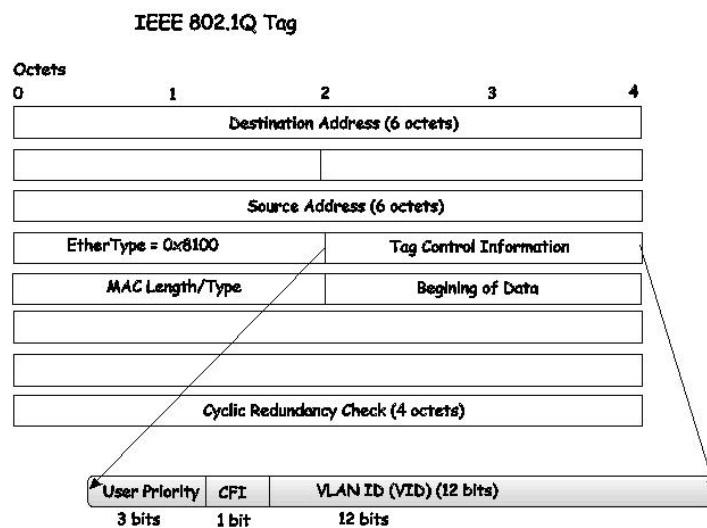 IEEE 802.1Q Tag
Octets
0 1 2 3 4
Destination Address (6 octets)
Source Address (6 octets)
EtherType = 0x8100 Tag Control Information
MAC Length/Type Begining of Data
Cyclic Redundancy Check (4 octets)
User Priority CFI VLAN ID (VID) (12 bits)
3 bits 1 bit 12 bits